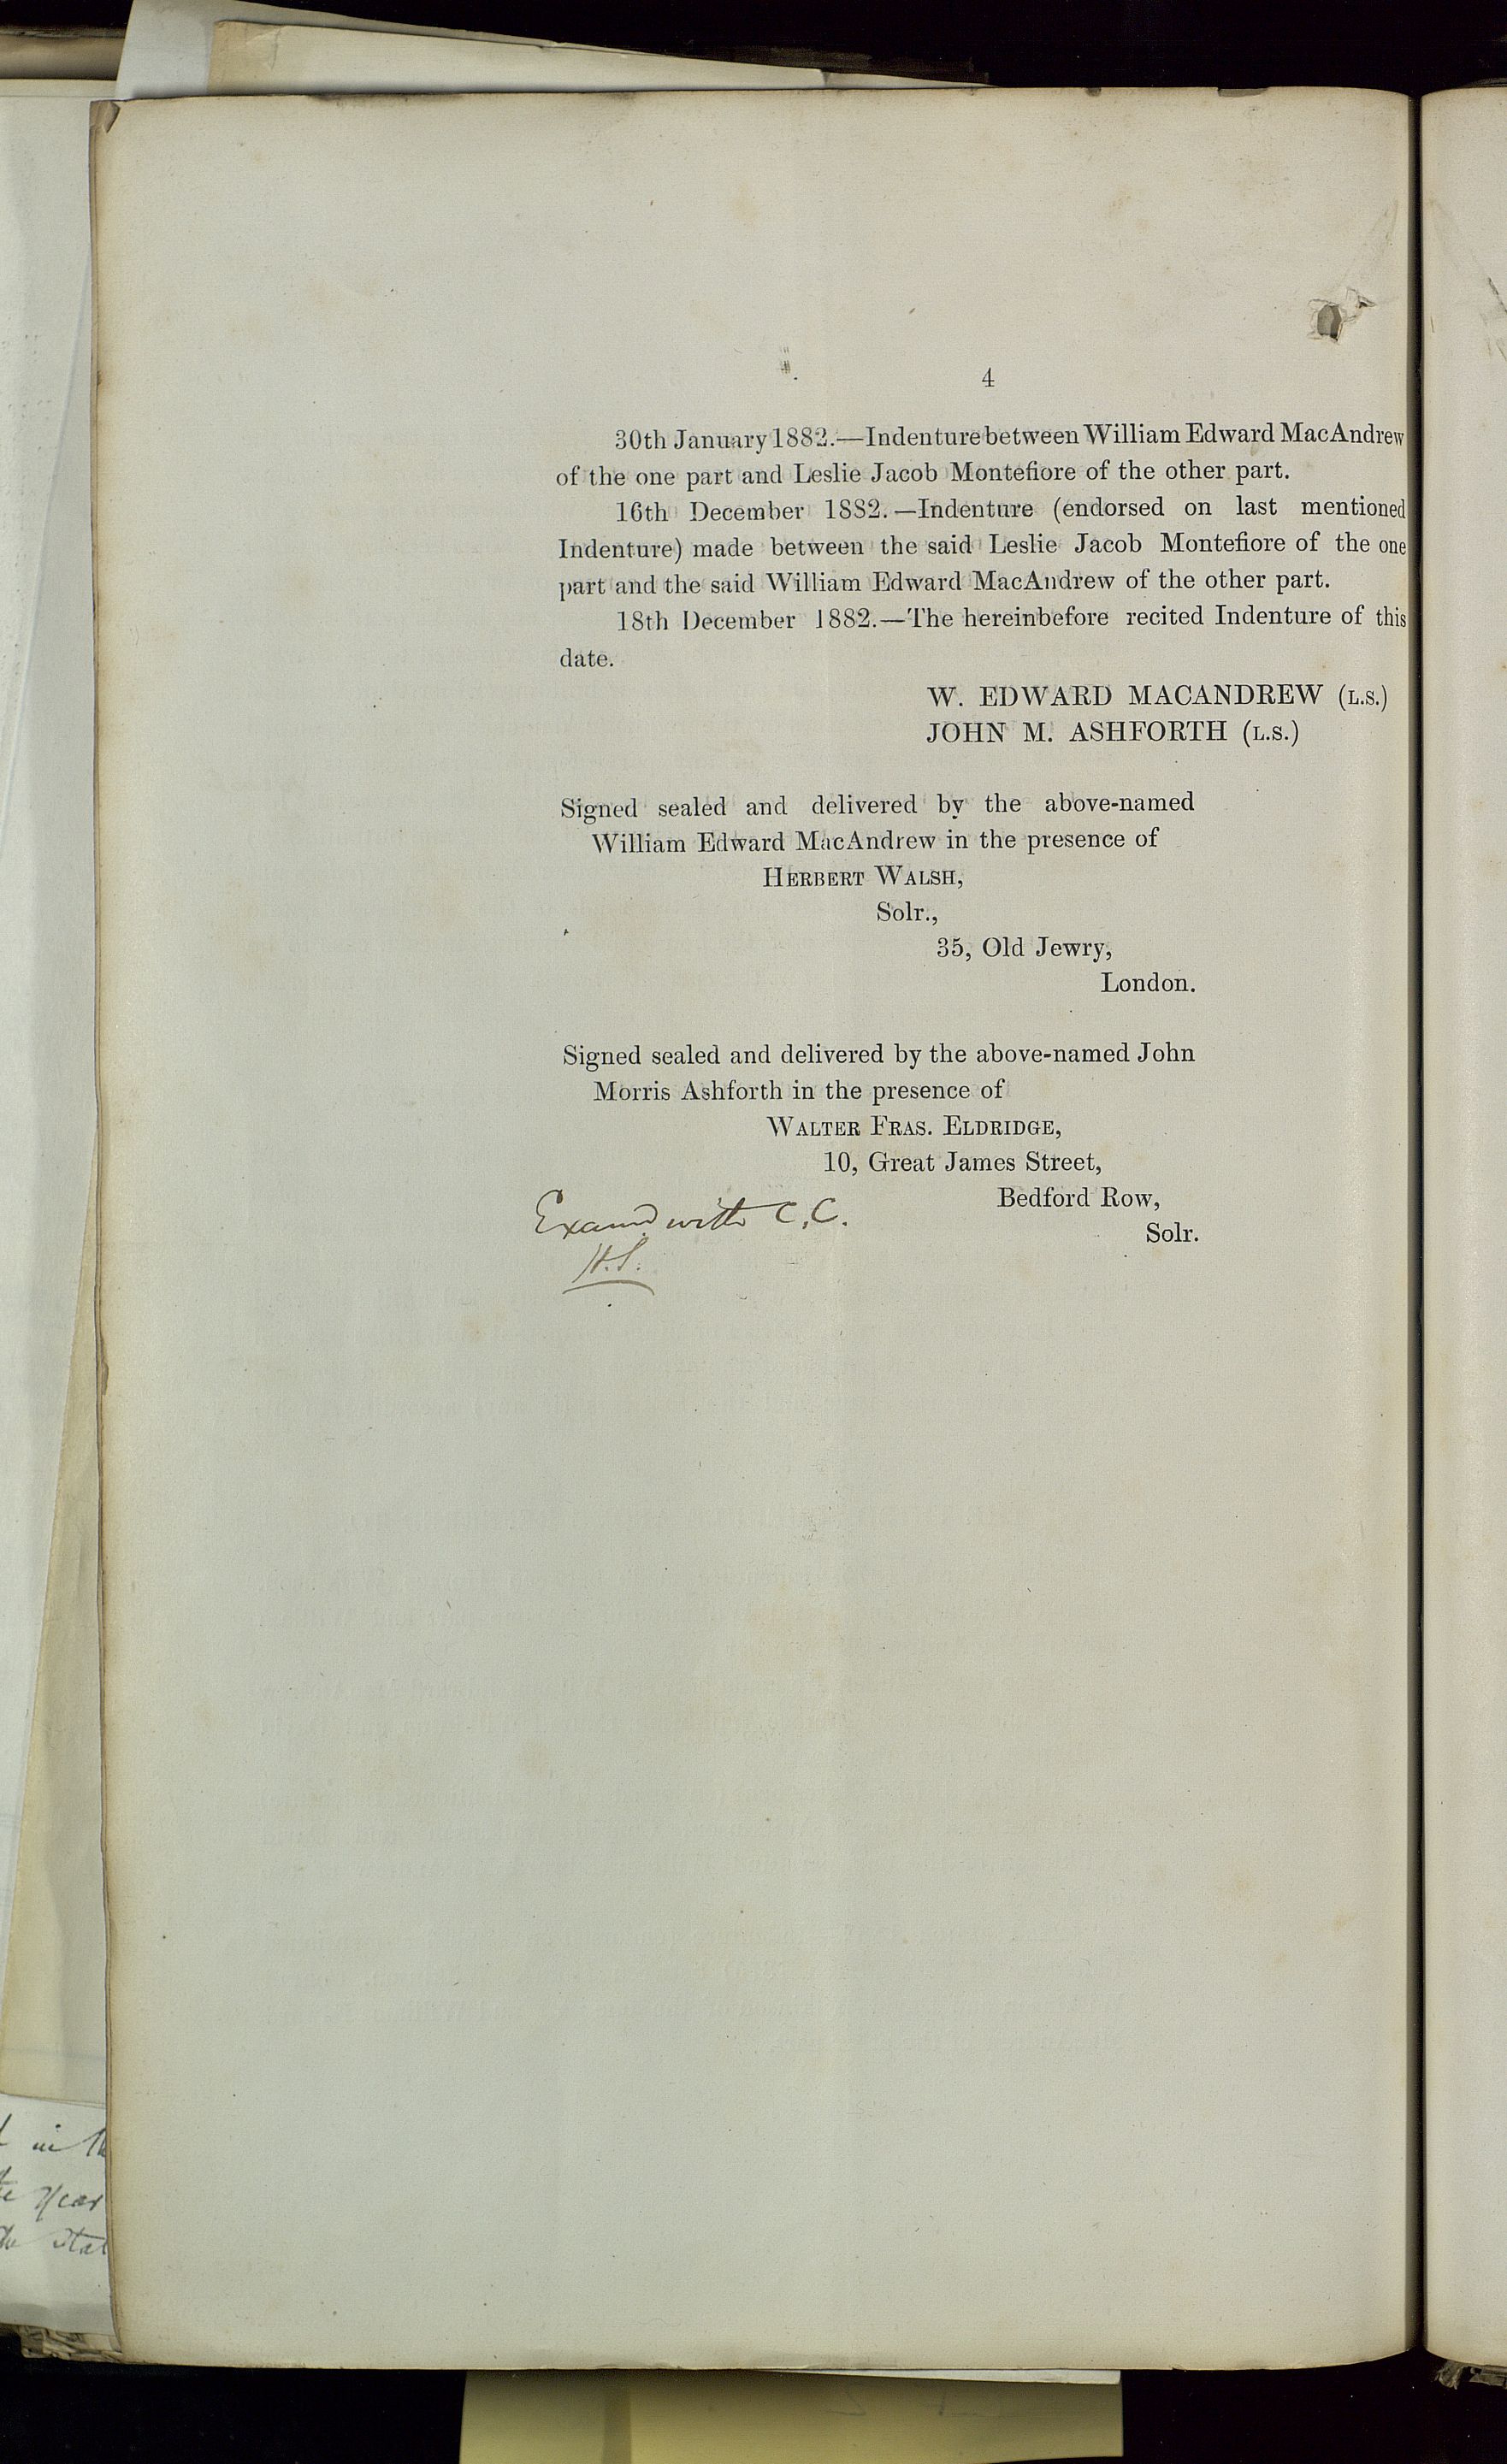 4
30th January 1882.—Indenture between William Edward MacAndrew
of the one part and Leslie Jacob Montefiore of the other part.
16th December 1882.—Indenture (endorsed on last mentioned
Indenture) made between the said Leslie Jacob Montefiore of the one
part and the said William Edward MacAndrew of the other part.
18th December 1882.—The hereinbefore recited Indenture of this
date.
W. EDWARD MACANDREW (L.S.)
JOHN M. ASHFORTH (L.S.)
Signed sealed and delivered by the above-named
William Edward MacAndrew in the presence of
HERBERT WALSH,
Solr.,
35, Old Jewry,
London.
Signed sealed and delivered by the above-named John
Morris Ashforth in the presence of
WALTER FRAS. ELDRIDGE,
10, Great James Street,
Bedford Row,
Solr.
Examd with C.C.
H.S.
in th
year